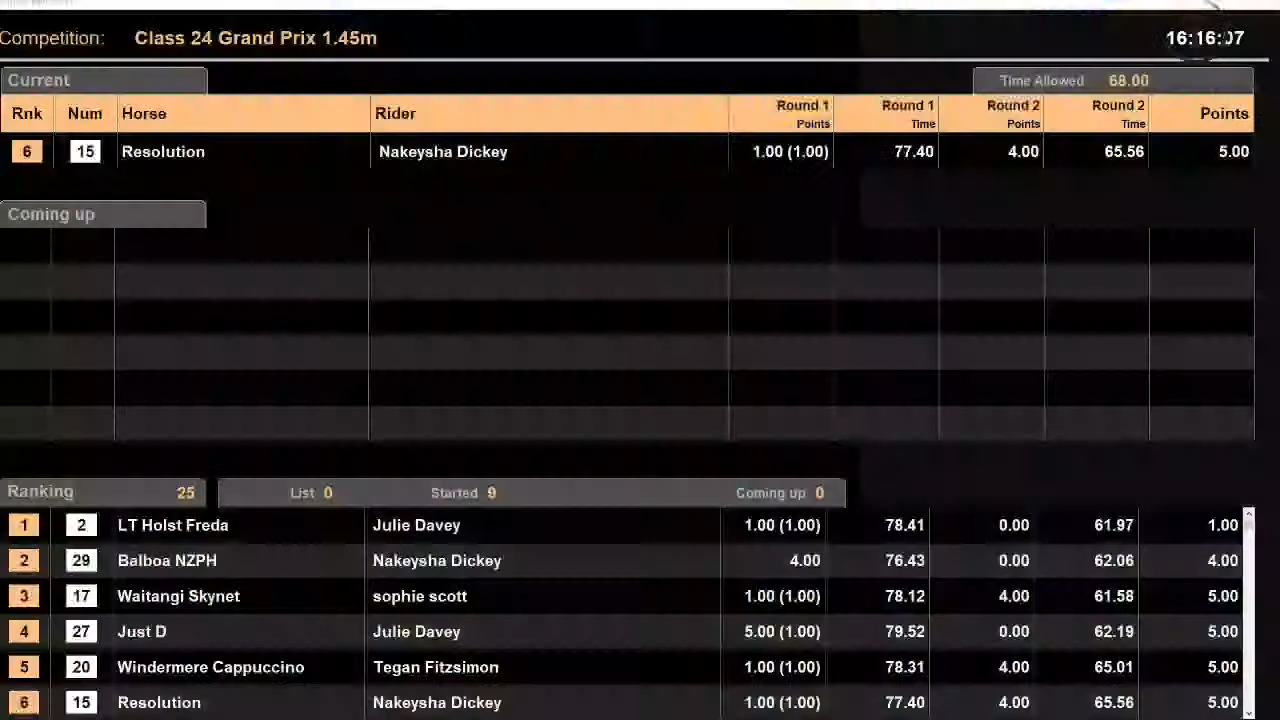 Competition: Class 24 Grand Prix 1.45m 16:16:07
Current Time Allowed 68.00
Rnk Num Horse Rider Round 1 Points Round 1 Time Round 2 Points Round 2 Time Points
6 15 Resolution Nakeysha Dickey 1.00 (1.00) 77.40 4.00 65.56 5.00
Coming up
Ranking 25 List 0 Started 9 Coming up 0
1 2 LT Holst Freda Julie Davey 1.00 (1.00) 78.41 0.00 61.97 1.00
2 29 Balboa NZPH Nakeysha Dickey 4.00 76.43 0.00 62.06 4.00
3 17 Waitangi Skynet sophie scott 1.00 (1.00) 78.12 4.00 61.58 5.00
4 27 Just D Julie Davey 5.00 (1.00) 79.52 0.00 62.19 5.00
5 20 Windermere Cappuccino Tegan Fitzsimon 1.00 (1.00) 78.31 4.00 65.01 5.00
6 15 Resolution Nakeysha Dickey 1.00 (1.00) 77.40 4.00 65.56 5.00